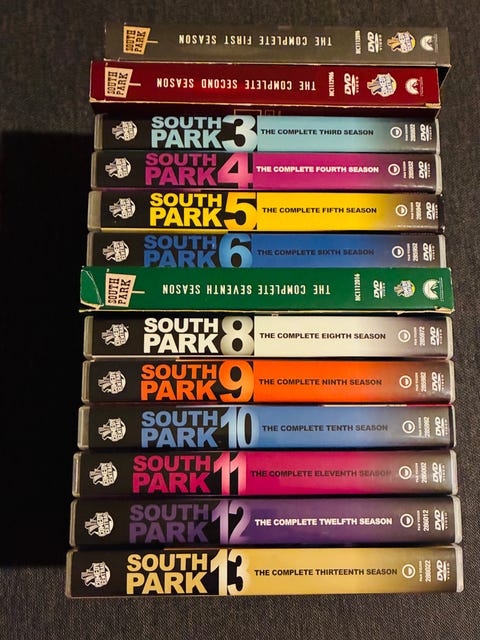 SOUTH PARK
THE COMPLETE FIRST SEASON
DVD
VIDEO
SOUTH PARK
THE COMPLETE SECOND SEASON
DVD
VIDEO
SOUTH
PARK 3 THE COMPLETE THIRD SEASON
DVD
SOUTH
PARK 4 THE COMPLETE FOURTH SEASON
DVD
SOUTH
PARK 5 THE COMPLETE FIFTH SEASON
DVD
SOUTH
PARK 6 THE COMPLETE SIXTH SEASON
DVD
SOUTH PARK
THE COMPLETE SEVENTH SEASON
DVD
SOUTH
PARK 8 THE COMPLETE EIGHTH SEASON
DVD
SOUTH
PARK 9 THE COMPLETE NINTH SEASON
DVD
SOUTH
PARK 10 THE COMPLETE TENTH SEASON
DVD
SOUTH
PARK 11 THE COMPLETE ELEVENTH SEASON
DVD
SOUTH
PARK 12 THE COMPLETE TWELFTH SEASON
286012
DVD
SOUTH
PARK 13 THE COMPLETE THIRTEENTH SEASON
286022
DVD
VIDEO